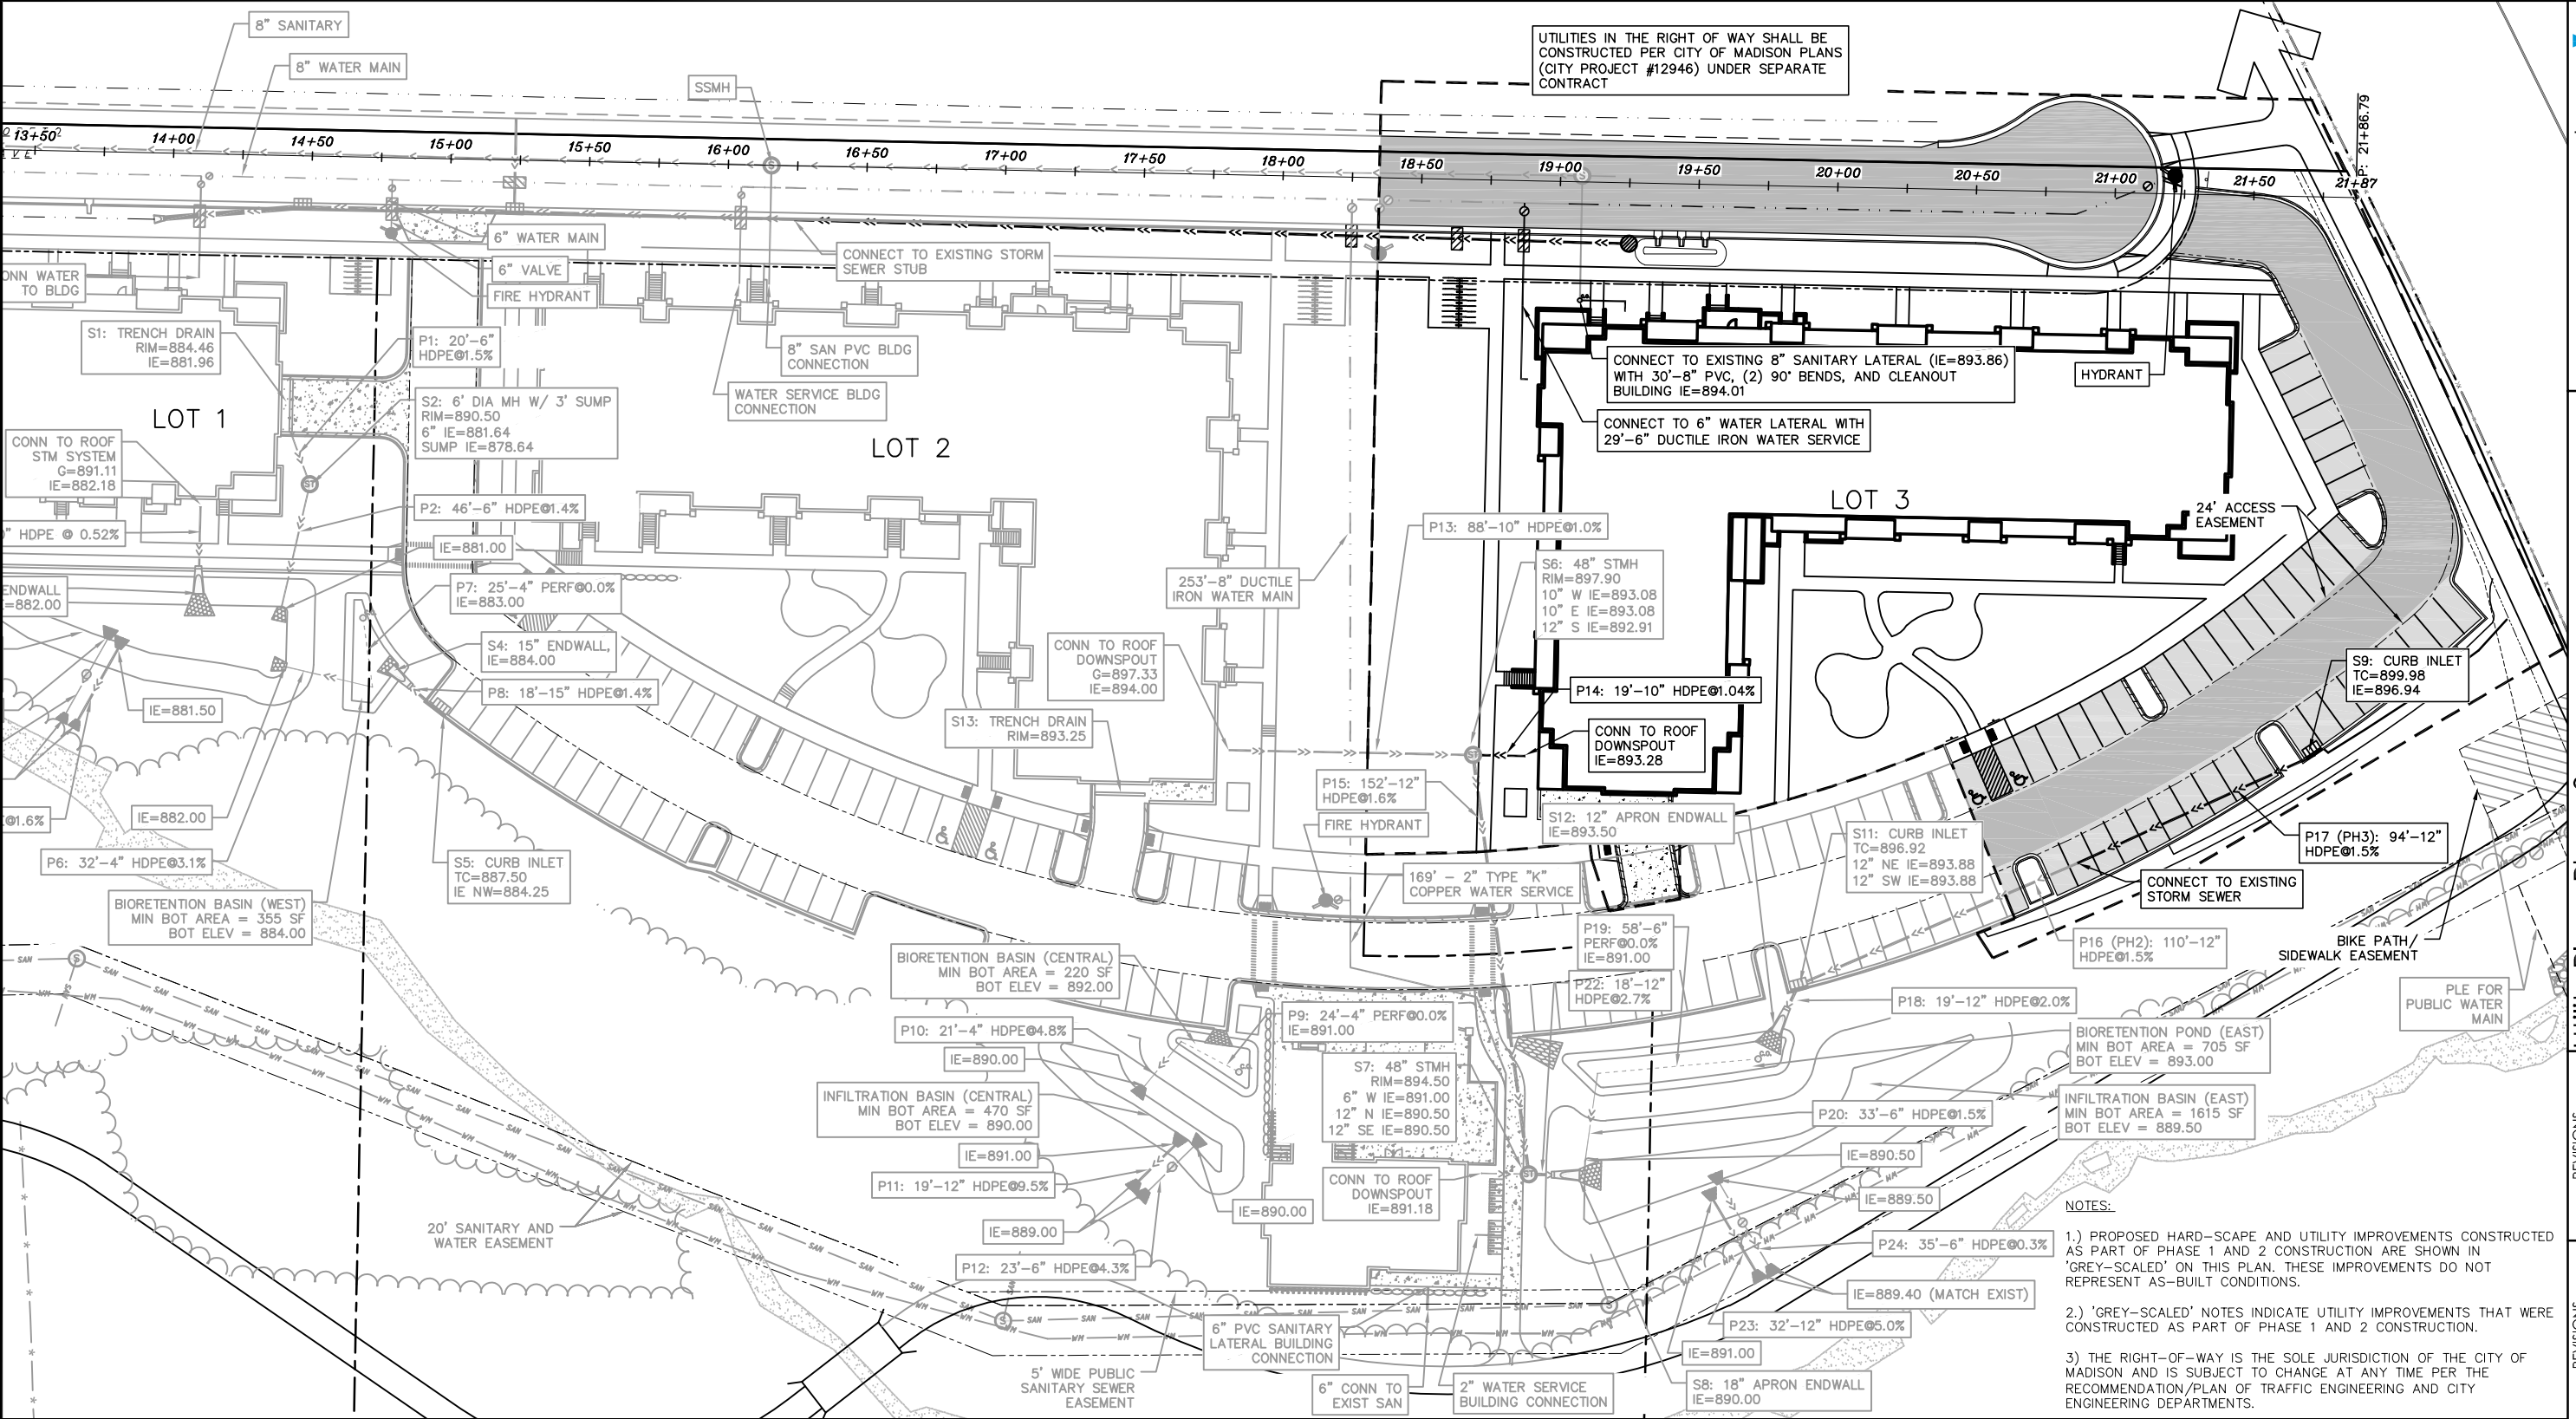 8" SANITARY
8" WATER MAIN
SSMH
UTILITIES IN THE RIGHT OF WAY SHALL BE
CONSTRUCTED PER CITY OF MADISON PLANS
(CITY PROJECT #12946) UNDER SEPARATE
CONTRACT
13+50
14+00
14+50
15+00
15+50
16+00
16+50
17+00
17+50
18+00
18+50
19+00
19+50
20+00
20+50
21+00
21+50
21+87
P: 21+86.79
6" WATER MAIN
6" VALVE
FIRE HYDRANT
CONNECT TO EXISTING STORM
SEWER STUB
ONN WATER
TO BLDG
S1: TRENCH DRAIN
RIM=884.46
IE=881.96
P1: 20'-6"
HDPE@1.5%
8" SAN PVC BLDG
CONNECTION
WATER SERVICE BLDG
CONNECTION
S2: 6' DIA MH W/ 3' SUMP
RIM=890.50
6" IE=881.64
SUMP IE=878.64
LOT 1
LOT 2
LOT 3
CONN TO ROOF
STM SYSTEM
G=891.11
IE=882.18
P2: 46'-6" HDPE@1.4%
" HDPE @ 0.52%
IE=881.00
ENDWALL
=882.00
P7: 25'-4" PERF@0.0%
IE=883.00
S4: 15" ENDWALL,
IE=884.00
P8: 18'-15" HDPE@1.4%
IE=881.50
CONNECT TO EXISTING 8" SANITARY LATERAL (IE=893.86)
WITH 30'-8" PVC, (2) 90° BENDS, AND CLEANOUT
BUILDING IE=894.01
HYDRANT
CONNECT TO 6" WATER LATERAL WITH
29'-6" DUCTILE IRON WATER SERVICE
24' ACCESS
EASEMENT
P13: 88'-10" HDPE@1.0%
253'-8" DUCTILE
IRON WATER MAIN
S6: 48" STMH
RIM=897.90
10" W IE=893.08
10" E IE=893.08
12" S IE=892.91
CONN TO ROOF
DOWNSPOUT
G=897.33
IE=894.00
P14: 19'-10" HDPE@1.04%
S9: CURB INLET
TC=899.98
IE=896.94
S13: TRENCH DRAIN
RIM=893.25
CONN TO ROOF
DOWNSPOUT
IE=893.28
P15: 152'-12"
HDPE@1.6%
FIRE HYDRANT
S12: 12" APRON ENDWALL
IE=893.50
S11: CURB INLET
TC=896.92
12" NE IE=893.88
12" SW IE=893.88
P17 (PH3): 94'-12"
HDPE@1.5%
@1.6%
IE=882.00
P6: 32'-4" HDPE@3.1%
S5: CURB INLET
TC=887.50
IE NW=884.25
169' - 2" TYPE "K"
COPPER WATER SERVICE
CONNECT TO EXISTING
STORM SEWER
BIORETENTION BASIN (WEST)
MIN BOT AREA = 355 SF
BOT ELEV = 884.00
P19: 58'-6"
PERF@0.0%
IE=891.00
P16 (PH2): 110'-12"
HDPE@1.5%
BIKE PATH/
SIDEWALK EASEMENT
BIORETENTION BASIN (CENTRAL)
MIN BOT AREA = 220 SF
BOT ELEV = 892.00
P22: 18'-12"
HDPE@2.7%
P18: 19'-12" HDPE@2.0%
PLE FOR
PUBLIC WATER
MAIN
P10: 21'-4" HDPE@4.8%
P9: 24'-4" PERF@0.0%
IE=891.00
IE=890.00
BIORETENTION POND (EAST)
MIN BOT AREA = 705 SF
BOT ELEV = 893.00
INFILTRATION BASIN (CENTRAL)
MIN BOT AREA = 470 SF
BOT ELEV = 890.00
S7: 48" STMH
RIM=894.50
6" W IE=891.00
12" N IE=890.50
12" SE IE=890.50
P20: 33'-6" HDPE@1.5%
INFILTRATION BASIN (EAST)
MIN BOT AREA = 1615 SF
BOT ELEV = 889.50
IE=891.00
IE=890.50
P11: 19'-12" HDPE@9.5%
CONN TO ROOF
DOWNSPOUT
IE=891.18
IE=889.50
IE=890.00
IE=889.00
20' SANITARY AND
WATER EASEMENT
P12: 23'-6" HDPE@4.3%
P24: 35'-6" HDPE@0.3%
IE=889.40 (MATCH EXIST)
P23: 32'-12" HDPE@5.0%
IE=891.00
6" PVC SANITARY
LATERAL BUILDING
CONNECTION
5' WIDE PUBLIC
SANITARY SEWER
EASEMENT
6" CONN TO
EXIST SAN
2" WATER SERVICE
BUILDING CONNECTION
S8: 18" APRON ENDWALL
IE=890.00
NOTES:
1.) PROPOSED HARD-SCAPE AND UTILITY IMPROVEMENTS CONSTRUCTED
AS PART OF PHASE 1 AND 2 CONSTRUCTION ARE SHOWN IN
'GREY-SCALED' ON THIS PLAN. THESE IMPROVEMENTS DO NOT
REPRESENT AS-BUILT CONDITIONS.
2.) 'GREY-SCALED' NOTES INDICATE UTILITY IMPROVEMENTS THAT WERE
CONSTRUCTED AS PART OF PHASE 1 AND 2 CONSTRUCTION.
3) THE RIGHT-OF-WAY IS THE SOLE JURISDICTION OF THE CITY OF
MADISON AND IS SUBJECT TO CHANGE AT ANY TIME PER THE
RECOMMENDATION/PLAN OF TRAFFIC ENGINEERING AND CITY
ENGINEERING DEPARTMENTS.